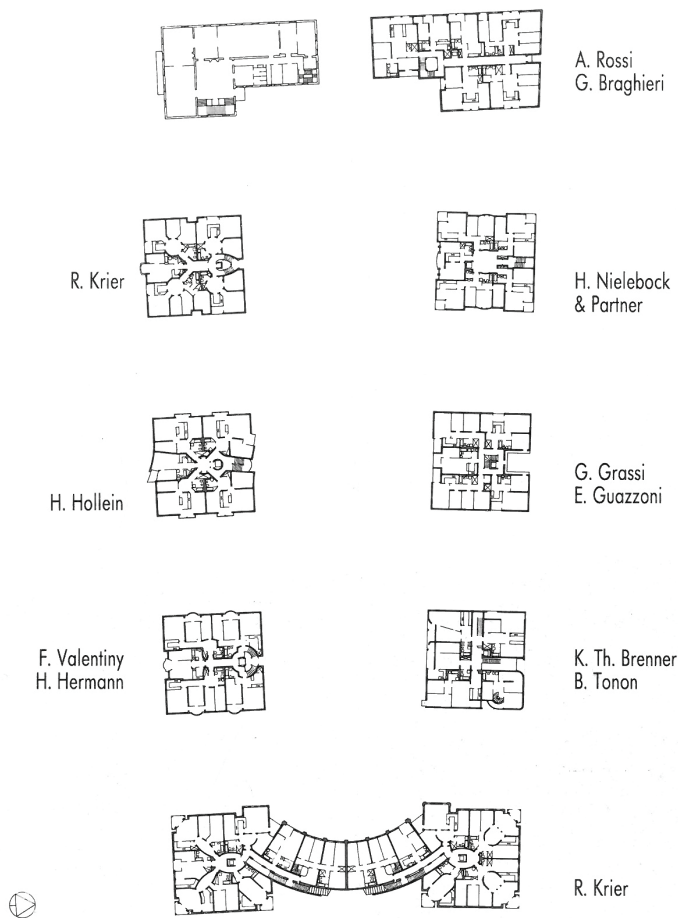 A. Rossi
G. Braghieri
R. Krier
H. Nielebock
& Partner
H. Hollein
G. Grassi
E. Guazzoni
F. Valentiny
H. Hermann
K. Th. Brenner
B. Tonon
R. Krier